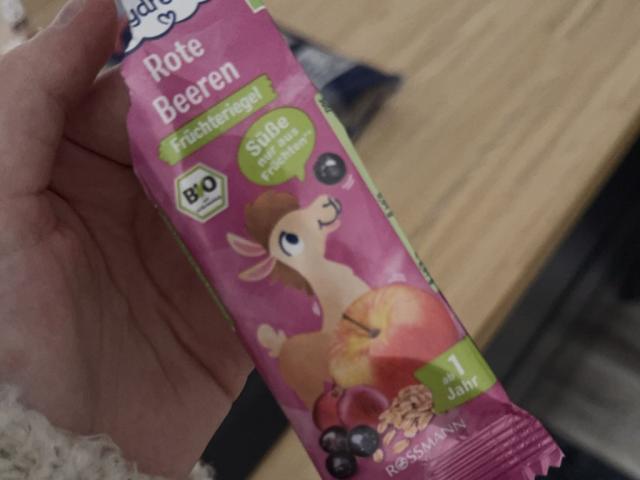 Rote
Beeren
Früchteriegel
Süße
nur aus
Früchten
BIO
ab 1
Jahr
ROSSMANN